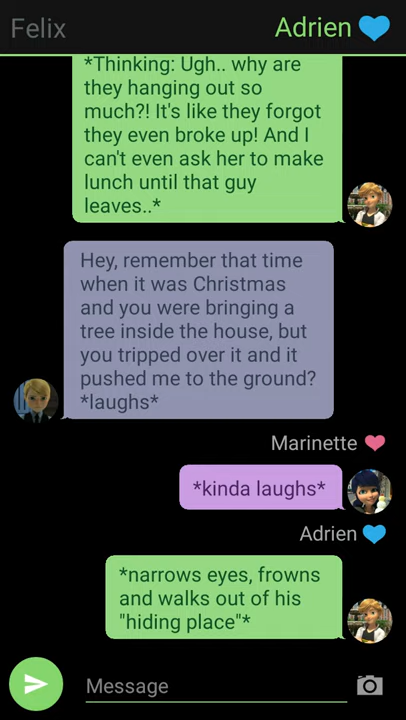 Felix
Adrien
*Thinking: Ugh.. why are
they hanging out so
much?! It's like they forgot
they even broke up! And I
can't even ask her to make
lunch until that guy
leaves..*
Hey, remember that time
when it was Christmas
and you were bringing a
tree inside the house, but
you tripped over it and it
pushed me to the ground?
*laughs*
Marinette
*kinda laughs*
Adrien
*narrows eyes, frowns
and walks out of his
"hiding place"*
Message